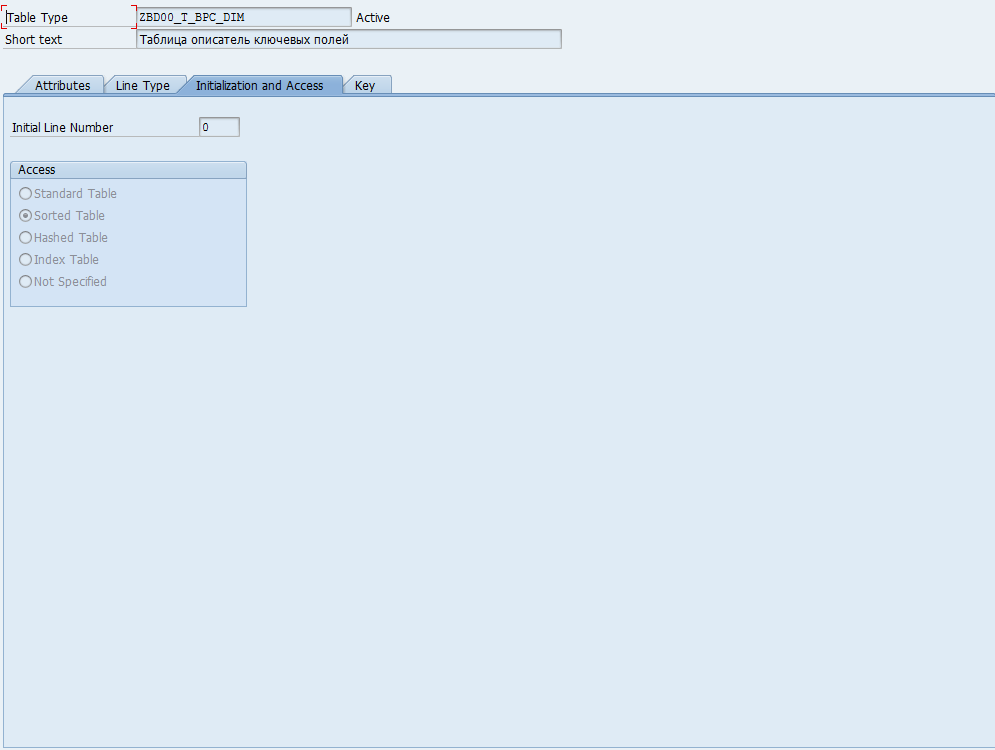 Table Type ZBD00_T_BPC_DIM Active
Short text Таблица описатель ключевых полей
Attributes Line Type Initialization and Access Key
Initial Line Number 0
Access
Standard Table
Sorted Table
Hashed Table
Index Table
Not Specified